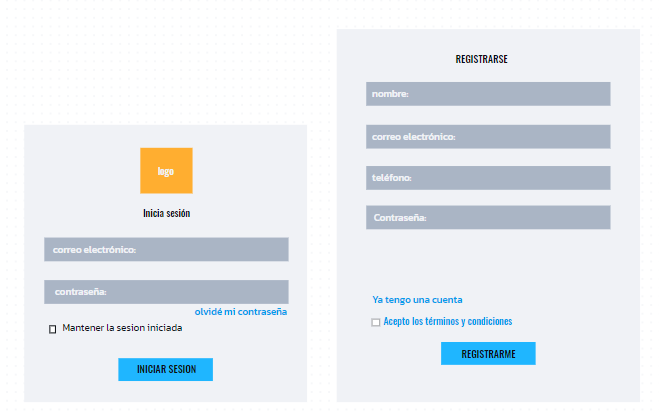 logo
Inicia sesión
correo electrónico:
contraseña:
olvidé mi contraseña
Mantener la sesion iniciada
INICIAR SESION
REGISTRARSE
nombre:
correo electrónico:
teléfono:
Contraseña:
Ya tengo una cuenta
Acepto los términos y condiciones
REGISTRARME